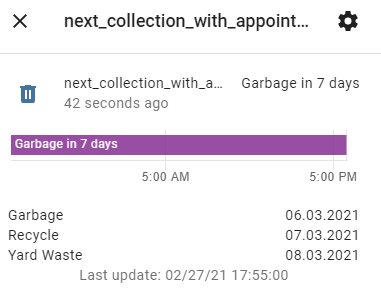 next_collection_with_appoint...
next_collection_with_a... Garbage in 7 days
42 seconds ago
Garbage in 7 days
5:00 AM 5:00 PM
Garbage 06.03.2021
Recycle 07.03.2021
Yard Waste 08.03.2021
Last update: 02/27/21 17:55:00